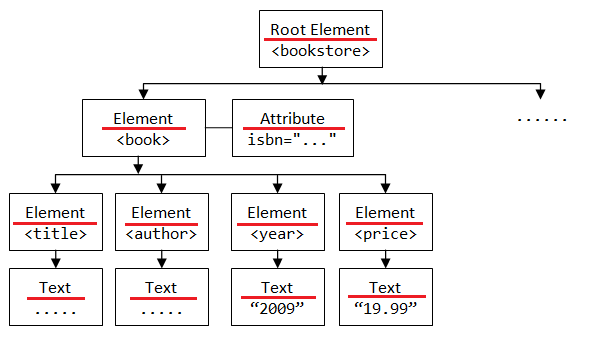 Root Element
<bookstore>
Element
<book>
Attribute
isbn="..."
......
Element
<title>
Element
<author>
Element
<year>
Element
<price>
Text
.....
Text
.....
Text
“2009”
Text
“19.99”